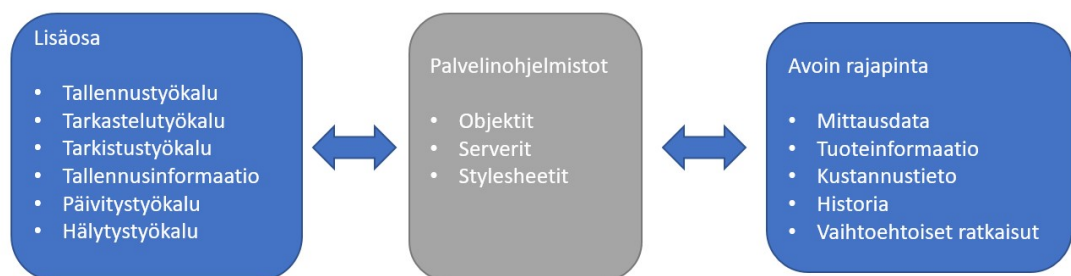 Lisäosa
• Tallennustyökalu
• Tarkastelutyökalu
• Tarkistustyökalu
• Tallennusinformaatio
• Päivitystyökalu
• Hälytystyökalu
Palvelinohjelmistot
• Objektit
• Serverit
• Stylesheetit
Avoin rajapinta
• Mittausdata
• Tuoteinformaatio
• Kustannustieto
• Historia
• Vaihtoehtoiset ratkaisut